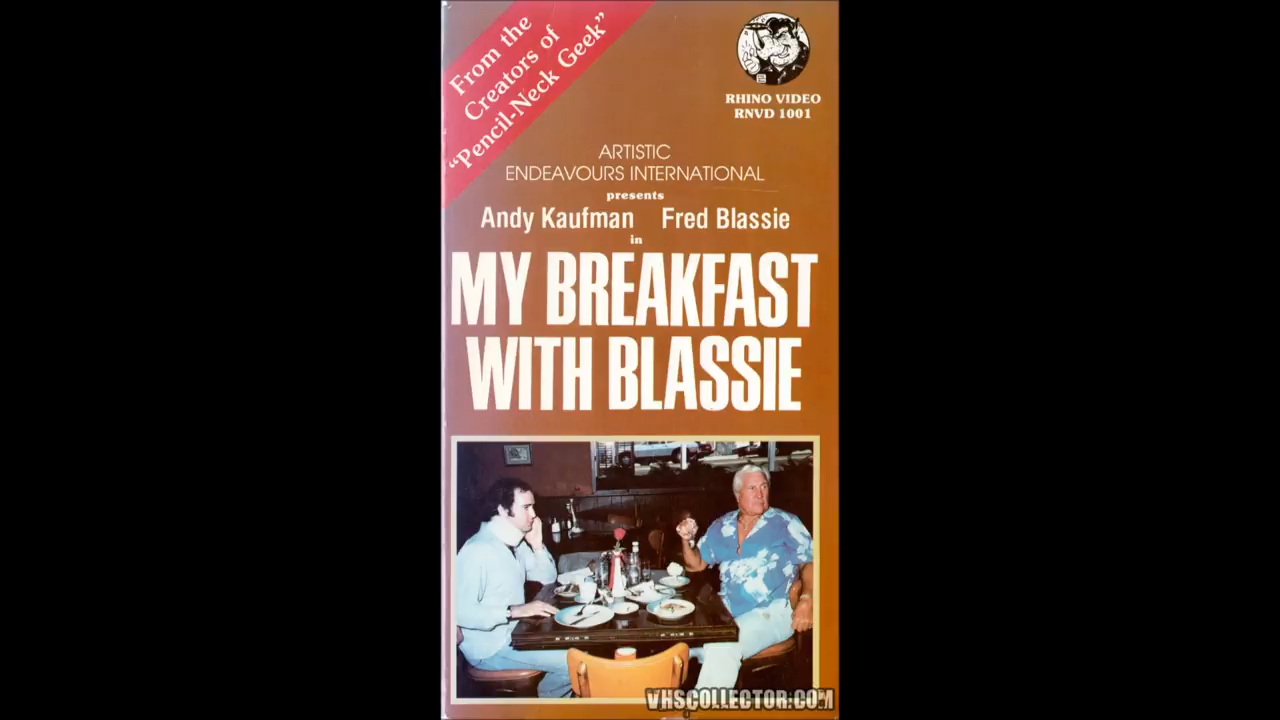 From the
Creators of
"Pencil-Neck Geek"
RHINO VIDEO
RNVD 1001
ARTISTIC
ENDEAVOURS INTERNATIONAL
presents
Andy Kaufman Fred Blassie
in
MY BREAKFAST
WITH BLASSIE
VHSCOLLECTOR.COM